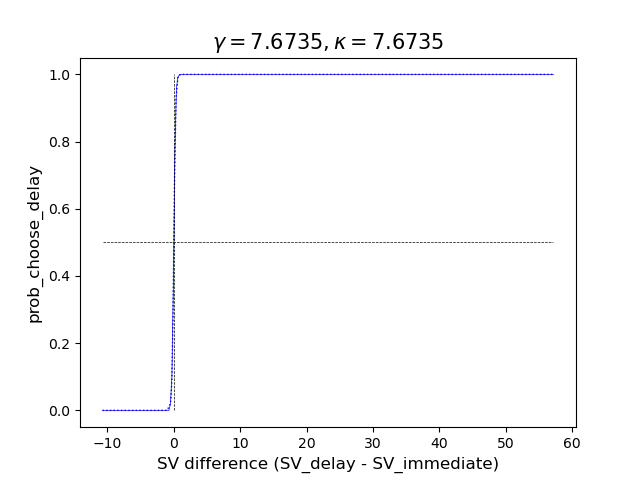 γ = 7.6735, κ = 7.6735
1.0
0.8
0.6
0.4
0.2
0.0
prob_choose_delay
−10 0 10 20 30 40 50 60
SV difference (SV_delay - SV_immediate)